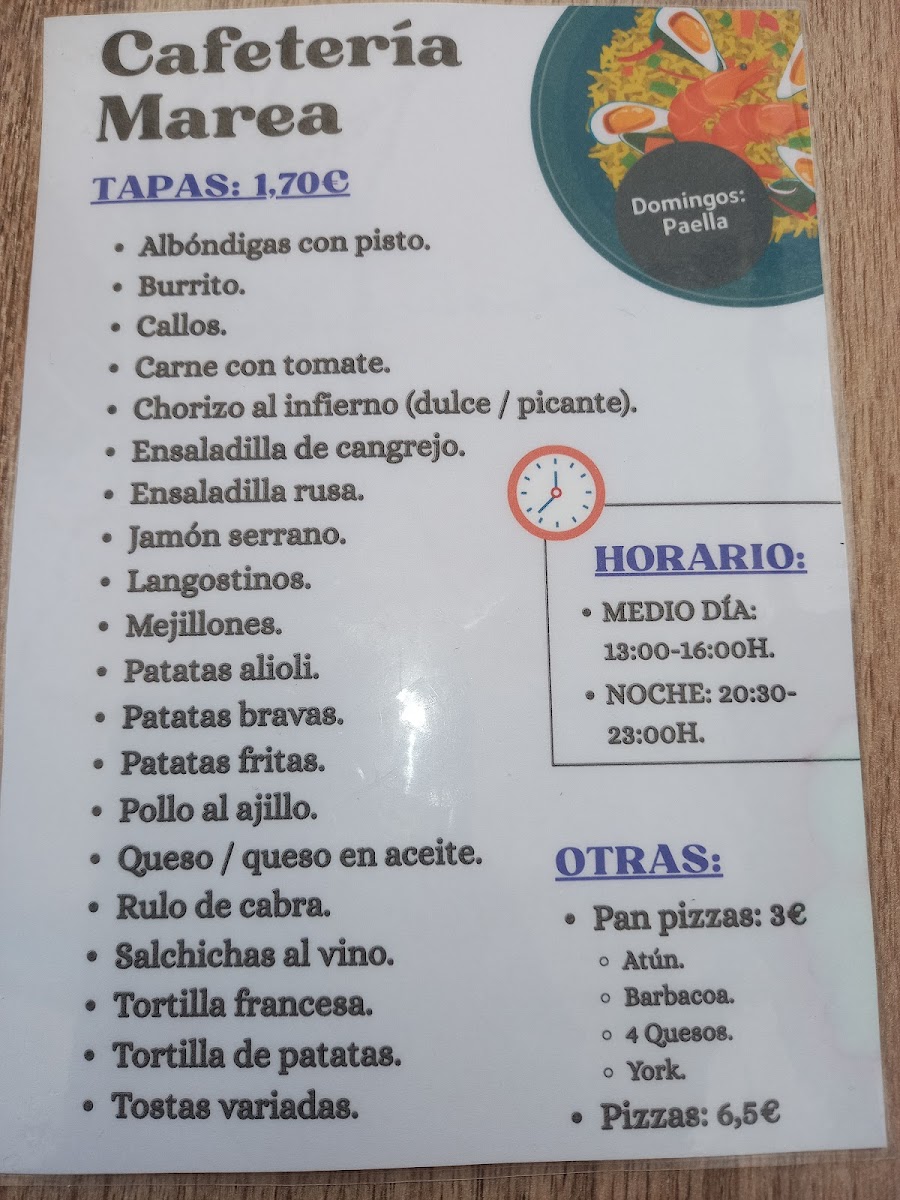 Cafetería
Marea
TAPAS: 1,70€
Domingos:
Paella
• Albóndigas con pisto.
• Burrito.
• Callos.
• Carne con tomate.
• Chorizo al infierno (dulce / picante).
• Ensaladilla de cangrejo.
• Ensaladilla rusa.
• Jamón serrano.
• Langostinos.
• Mejillones.
• Patatas alioli.
• Patatas bravas.
• Patatas fritas.
• Pollo al ajillo.
• Queso / queso en aceite.
• Rulo de cabra.
• Salchichas al vino.
• Tortilla francesa.
• Tortilla de patatas.
• Tostas variadas.
HORARIO:
• MEDIO DÍA:
13:00-16:00H.
• NOCHE: 20:30-
23:00H.
OTRAS:
• Pan pizzas: 3€
◦ Atún.
◦ Barbacoa.
◦ 4 Quesos.
◦ York.
• Pizzas: 6,5€